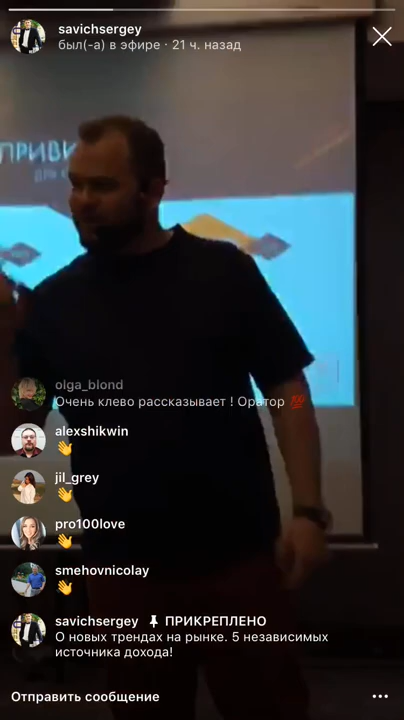 savichsergey
был(-а) в эфире · 21 ч. назад
ПРИВИ
olga_blond
Очень клево рассказывает ! Оратор 💯
alexshikwin
👋
jil_grey
👋
pro100love
👋
smehovnicolay
👋
savichsergey 📌 ПРИКРЕПЛЕНО
О новых трендах на рынке. 5 независимых
источника дохода!
Отправить сообщение